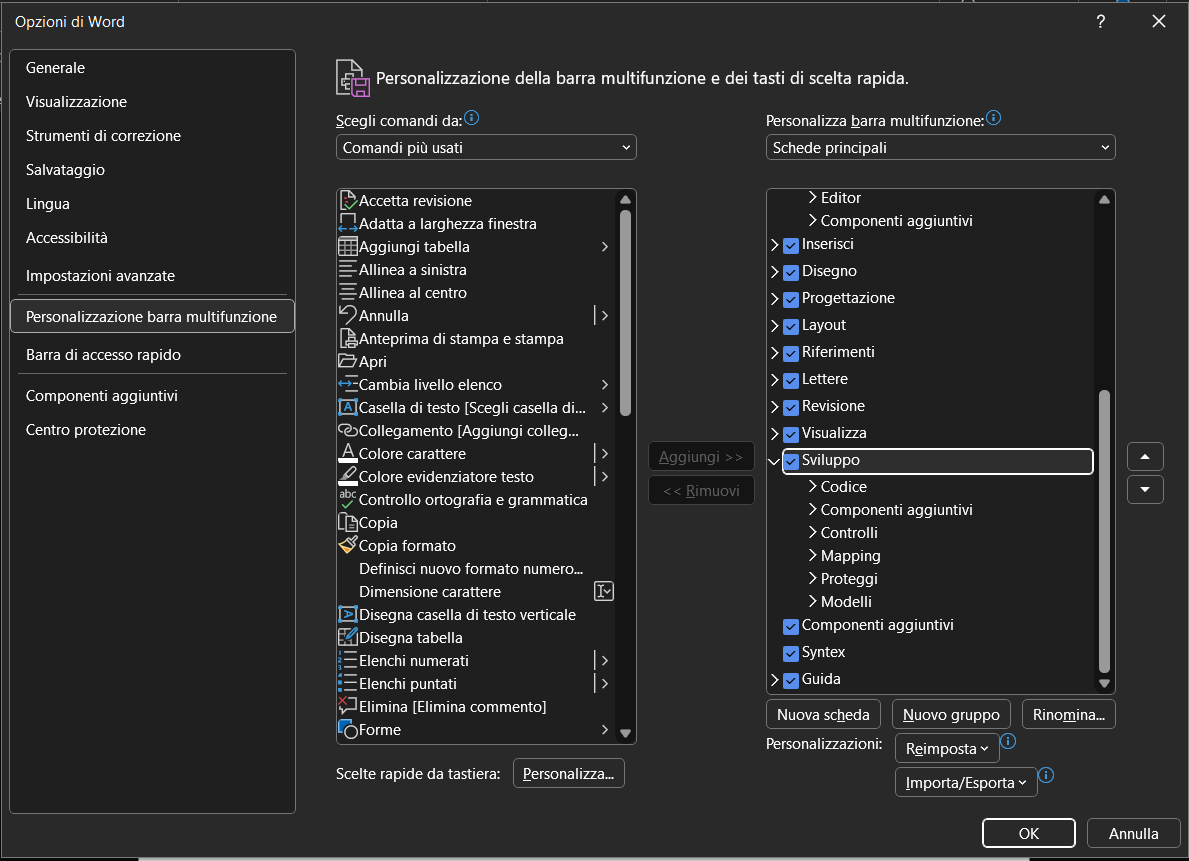 Opzioni di Word
?
Generale
Visualizzazione
Strumenti di correzione
Salvataggio
Lingua
Accessibilità
Impostazioni avanzate
Personalizzazione barra multifunzione
Barra di accesso rapido
Componenti aggiuntivi
Centro protezione
Personalizzazione della barra multifunzione e dei tasti di scelta rapida.
Scegli comandi da:
Comandi più usati
Accetta revisione
Adatta a larghezza finestra
Aggiungi tabella
Allinea a sinistra
Allinea al centro
Annulla
Anteprima di stampa e stampa
Apri
Cambia livello elenco
Casella di testo [Scegli casella di...
Collegamento [Aggiungi colleg...
Colore carattere
Colore evidenziatore testo
Controllo ortografia e grammatica
Copia
Copia formato
Definisci nuovo formato numero...
Dimensione carattere
Disegna casella di testo verticale
Disegna tabella
Elenchi numerati
Elenchi puntati
Elimina [Elimina commento]
Forme
Scelte rapide da tastiera:
Personalizza...
Aggiungi >>
<< Rimuovi
Personalizza barra multifunzione:
Schede principali
Editor
Componenti aggiuntivi
Inserisci
Disegno
Progettazione
Layout
Riferimenti
Lettere
Revisione
Visualizza
Sviluppo
Codice
Componenti aggiuntivi
Controlli
Mapping
Proteggi
Modelli
Componenti aggiuntivi
Syntex
Guida
Nuova scheda
Nuovo gruppo
Rinomina...
Personalizzazioni:
Reimposta
Importa/Esporta
OK
Annulla